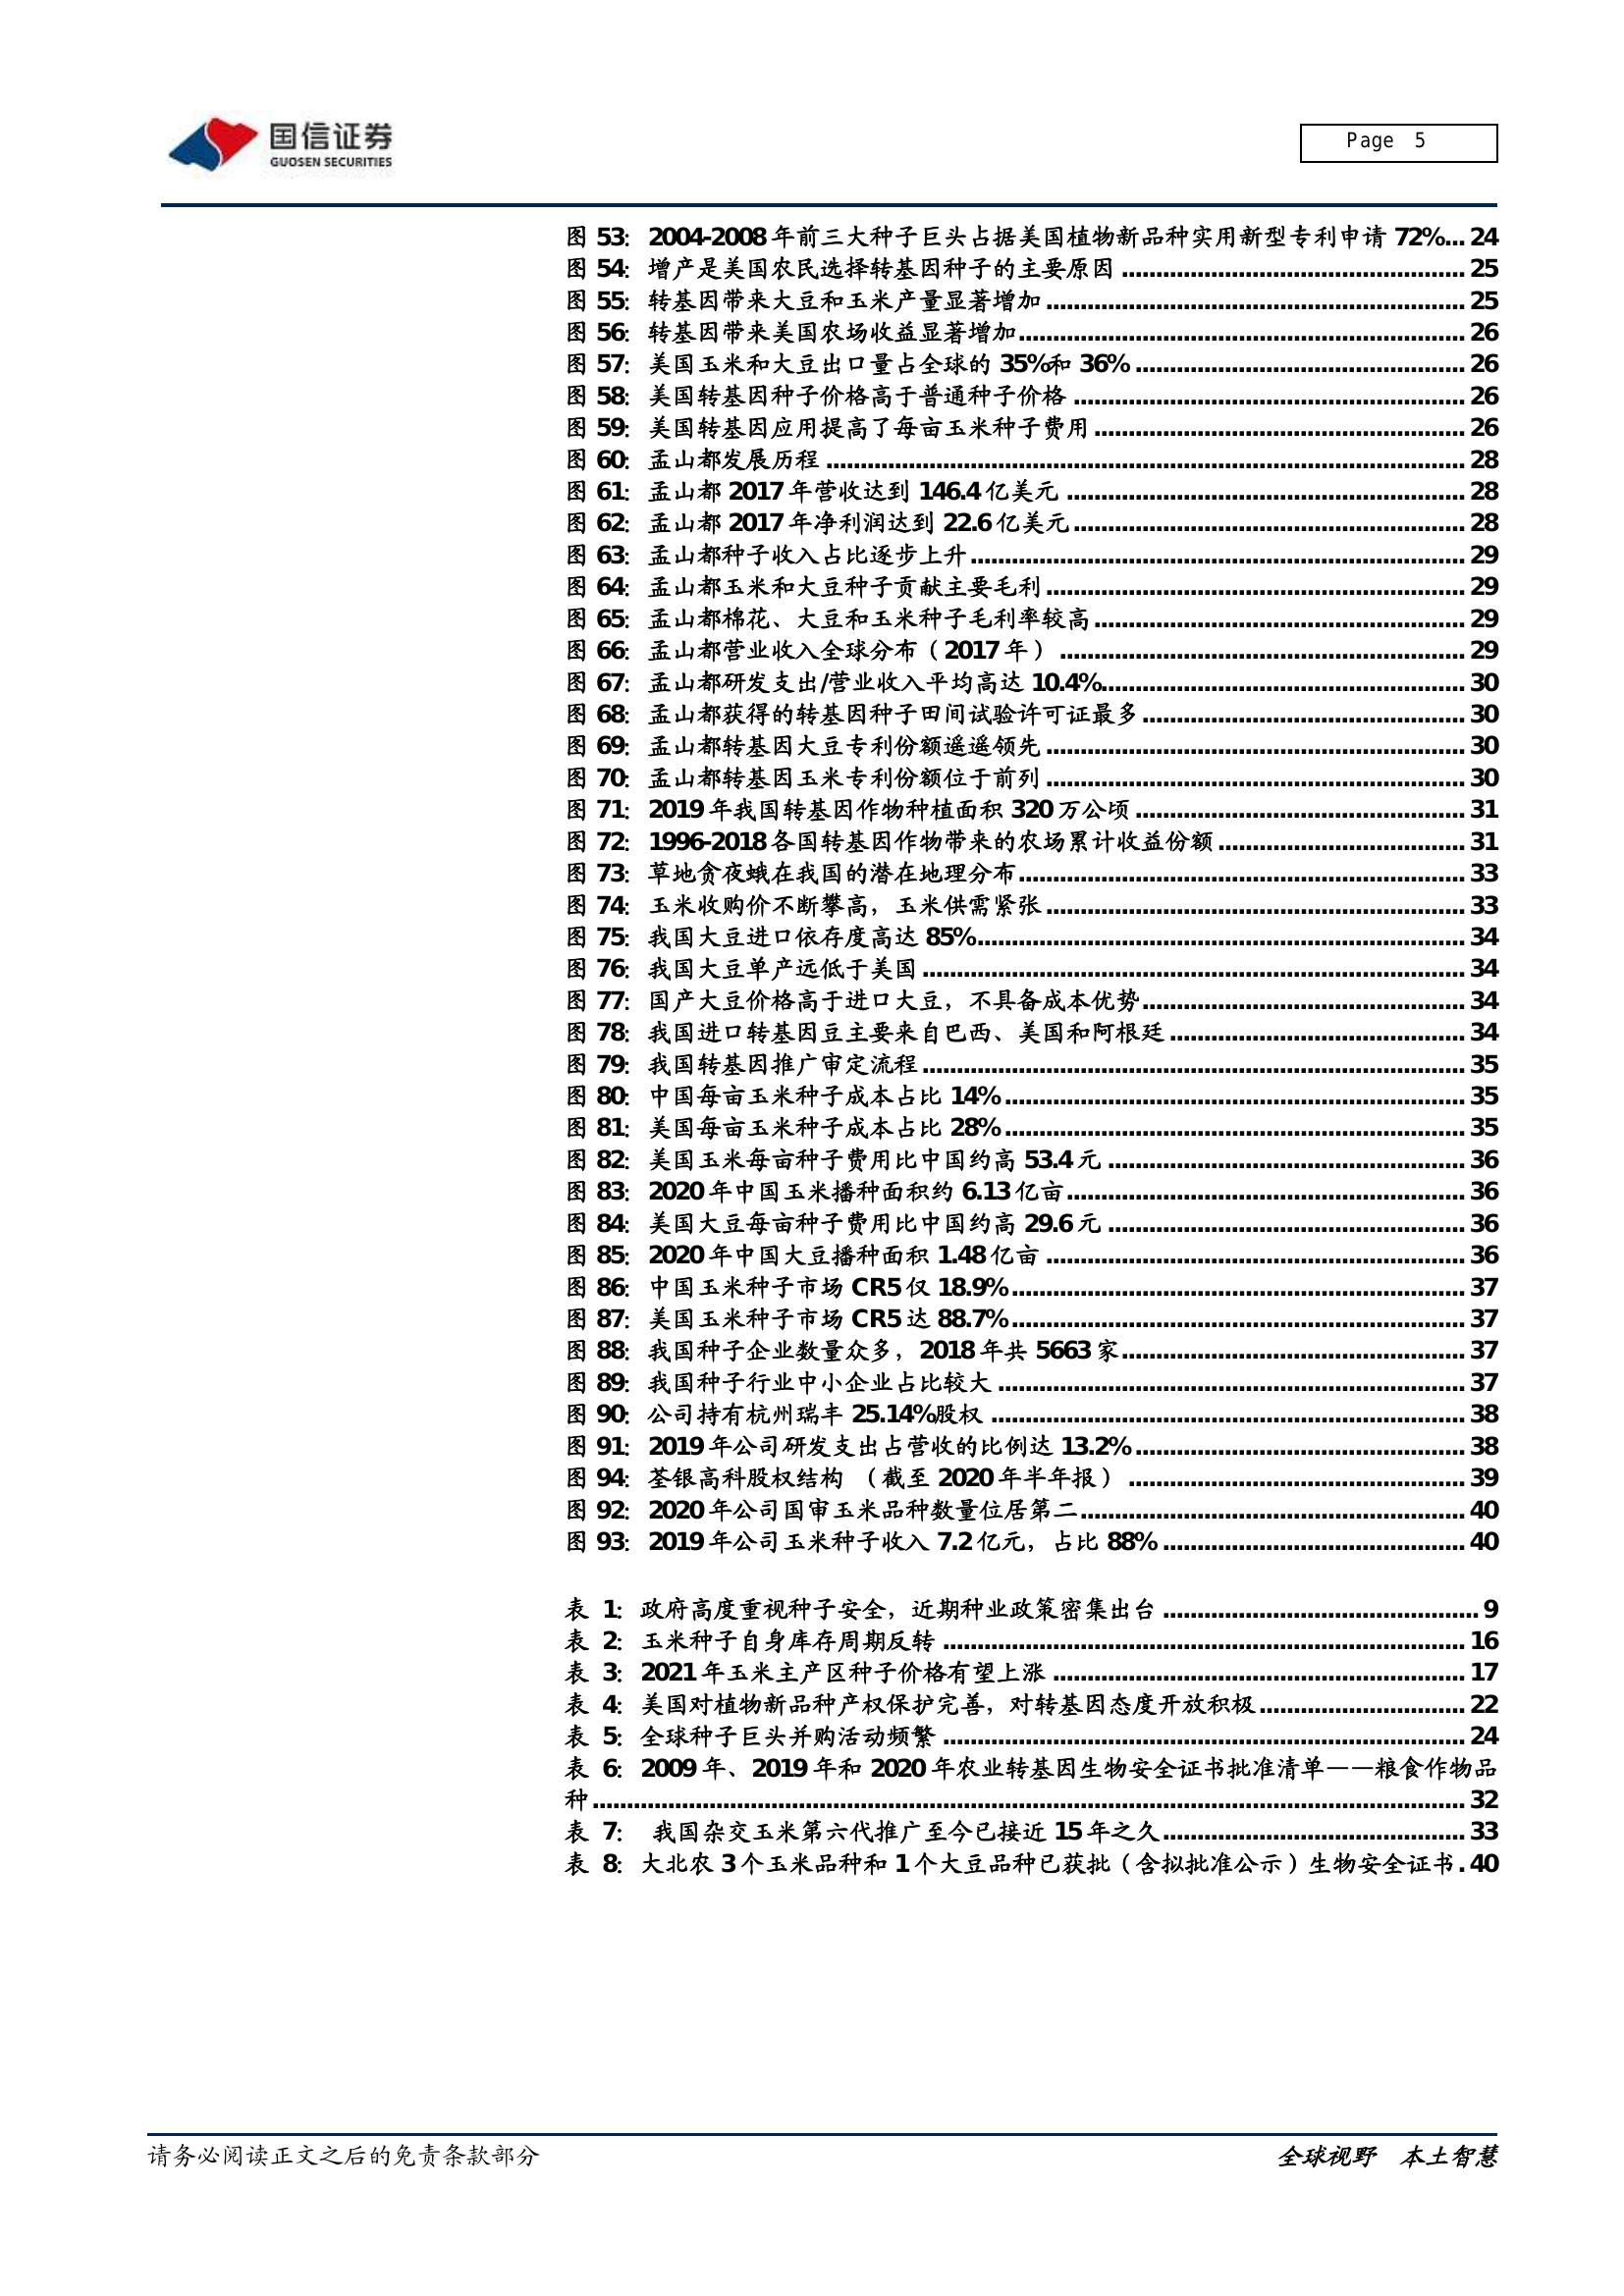 国信证券
GUOSEN SECURITIES
Page 5
图 53：2004-2008 年前三大种子巨头占据美国植物新品种实用新型专利申请 72%... 24
图 54：增产是美国农民选择转基因种子的主要原因 .................................................. 25
图 55：转基因带来大豆和玉米产量显著增加 ............................................................. 25
图 56：转基因带来美国农场收益显著增加................................................................. 26
图 57：美国玉米和大豆出口量占全球的 35%和 36% ................................................ 26
图 58：美国转基因种子价格高于普通种子价格 ......................................................... 26
图 59：美国转基因应用提高了每亩玉米种子费用 ...................................................... 26
图 60：孟山都发展历程 ............................................................................................. 28
图 61：孟山都 2017 年营收达到 146.4 亿美元 .......................................................... 28
图 62：孟山都 2017 年净利润达到 22.6 亿美元......................................................... 28
图 63：孟山都种子收入占比逐步上升........................................................................ 29
图 64：孟山都玉米和大豆种子贡献主要毛利 ............................................................. 29
图 65：孟山都棉花、大豆和玉米种子毛利率较高 ...................................................... 29
图 66：孟山都营业收入全球分布（2017 年） ........................................................... 29
图 67：孟山都研发支出/营业收入平均高达 10.4%..................................................... 30
图 68：孟山都获得的转基因种子田间试验许可证最多 ............................................... 30
图 69：孟山都转基因大豆专利份额遥遥领先 ............................................................. 30
图 70：孟山都转基因玉米专利份额位于前列 ............................................................. 30
图 71：2019 年我国转基因作物种植面积 320 万公顷 ................................................ 31
图 72：1996-2018 各国转基因作物带来的农场累计收益份额 .................................... 31
图 73：草地贪夜蛾在我国的潜在地理分布................................................................. 33
图 74：玉米收购价不断攀高，玉米供需紧张 ............................................................. 33
图 75：我国大豆进口依存度高达 85%....................................................................... 34
图 76：我国大豆单产远低于美国 ............................................................................... 34
图 77：国产大豆价格高于进口大豆，不具备成本优势............................................... 34
图 78：我国进口转基因豆主要来自巴西、美国和阿根廷 ........................................... 34
图 79：我国转基因推广审定流程 ............................................................................... 35
图 80：中国每亩玉米种子成本占比 14% ................................................................... 35
图 81：美国每亩玉米种子成本占比 28% ................................................................... 35
图 82：美国玉米每亩种子费用比中国约高 53.4 元 .................................................... 36
图 83：2020 年中国玉米播种面积约 6.13 亿亩.......................................................... 36
图 84：美国大豆每亩种子费用比中国约高 29.6 元 .................................................... 36
图 85：2020 年中国大豆播种面积 1.48 亿亩 ............................................................. 36
图 86：中国玉米种子市场 CR5 仅 18.9% .................................................................. 37
图 87：美国玉米种子市场 CR5 达 88.7% .................................................................. 37
图 88：我国种子企业数量众多，2018 年共 5663 家.................................................. 37
图 89：我国种子行业中小企业占比较大 .................................................................... 37
图 90：公司持有杭州瑞丰 25.14%股权 ..................................................................... 38
图 91：2019 年公司研发支出占营收的比例达 13.2% ................................................ 38
图 94：荃银高科股权结构 （截至 2020 年半年报） ................................................. 39
图 92：2020 年公司国审玉米品种数量位居第二........................................................ 40
图 93：2019 年公司玉米种子收入 7.2 亿元，占比 88% ............................................ 40
表 1：政府高度重视种子安全，近期种业政策密集出台 .............................................. 9
表 2：玉米种子自身库存周期反转 ............................................................................ 16
表 3：2021 年玉米主产区种子价格有望上涨 ............................................................ 17
表 4：美国对植物新品种产权保护完善，对转基因态度开放积极.............................. 22
表 5：全球种子巨头并购活动频繁 ............................................................................ 24
表 6：2009 年、2019 年和 2020 年农业转基因生物安全证书批准清单——粮食作物品
种............................................................................................................................... 32
表 7： 我国杂交玉米第六代推广至今已接近 15 年之久............................................ 33
表 8：大北农 3 个玉米品种和 1 个大豆品种已获批（含拟批准公示）生物安全证书 . 40
请务必阅读正文之后的免责条款部分
全球视野 本土智慧